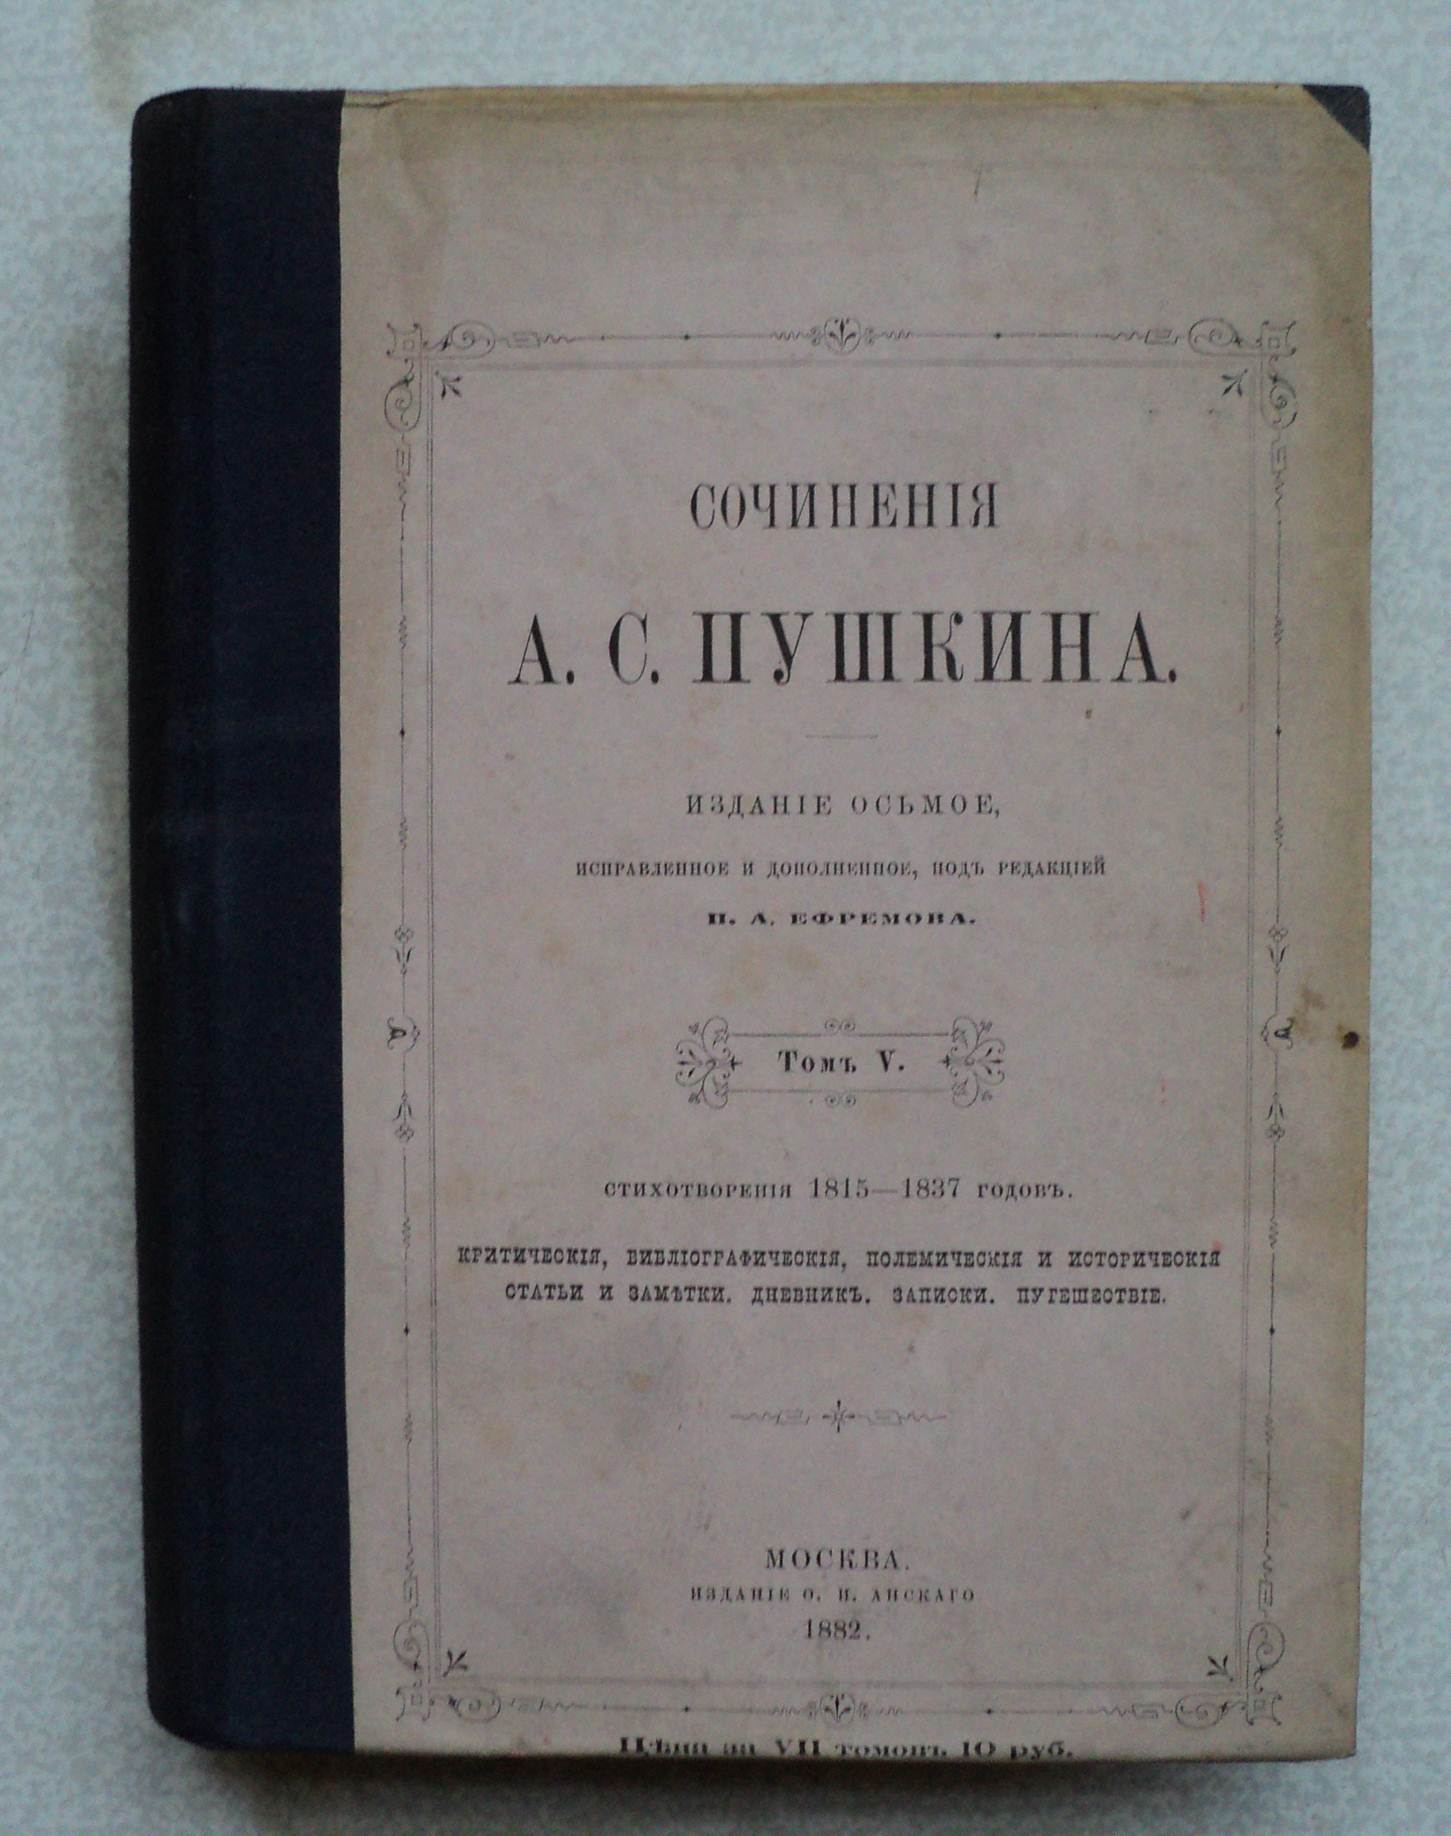 СОЧИНЕНІЯ
А. С. ПУШКИНА.
ИЗДАНІЕ ОСЬМОЕ,
ИСПРАВЛЕННОЕ И ДОПОЛНЕННОЕ, ПОДЪ РЕДАКЦІЕЙ
П. А. ЕФРЕМОВА.
Томъ V.
СТИХОТВОРЕНІЯ 1815—1837 ГОДОВЪ.
КРИТИЧЕСКІЯ, БИБЛІОГРАФИЧЕСКІЯ, ПОЛЕМИЧЕСКІЯ И ИСТОРИЧЕСКІЯ
СТАТЬИ И ЗАМѢТКИ. ДНЕВНИКЪ. ЗАПИСКИ. ПУТЕШЕСТВІЕ.
МОСКВА.
ИЗДАНІЕ Ѳ. И. АНСКАГО
1882.
Цѣна за VII томовъ 10 руб.